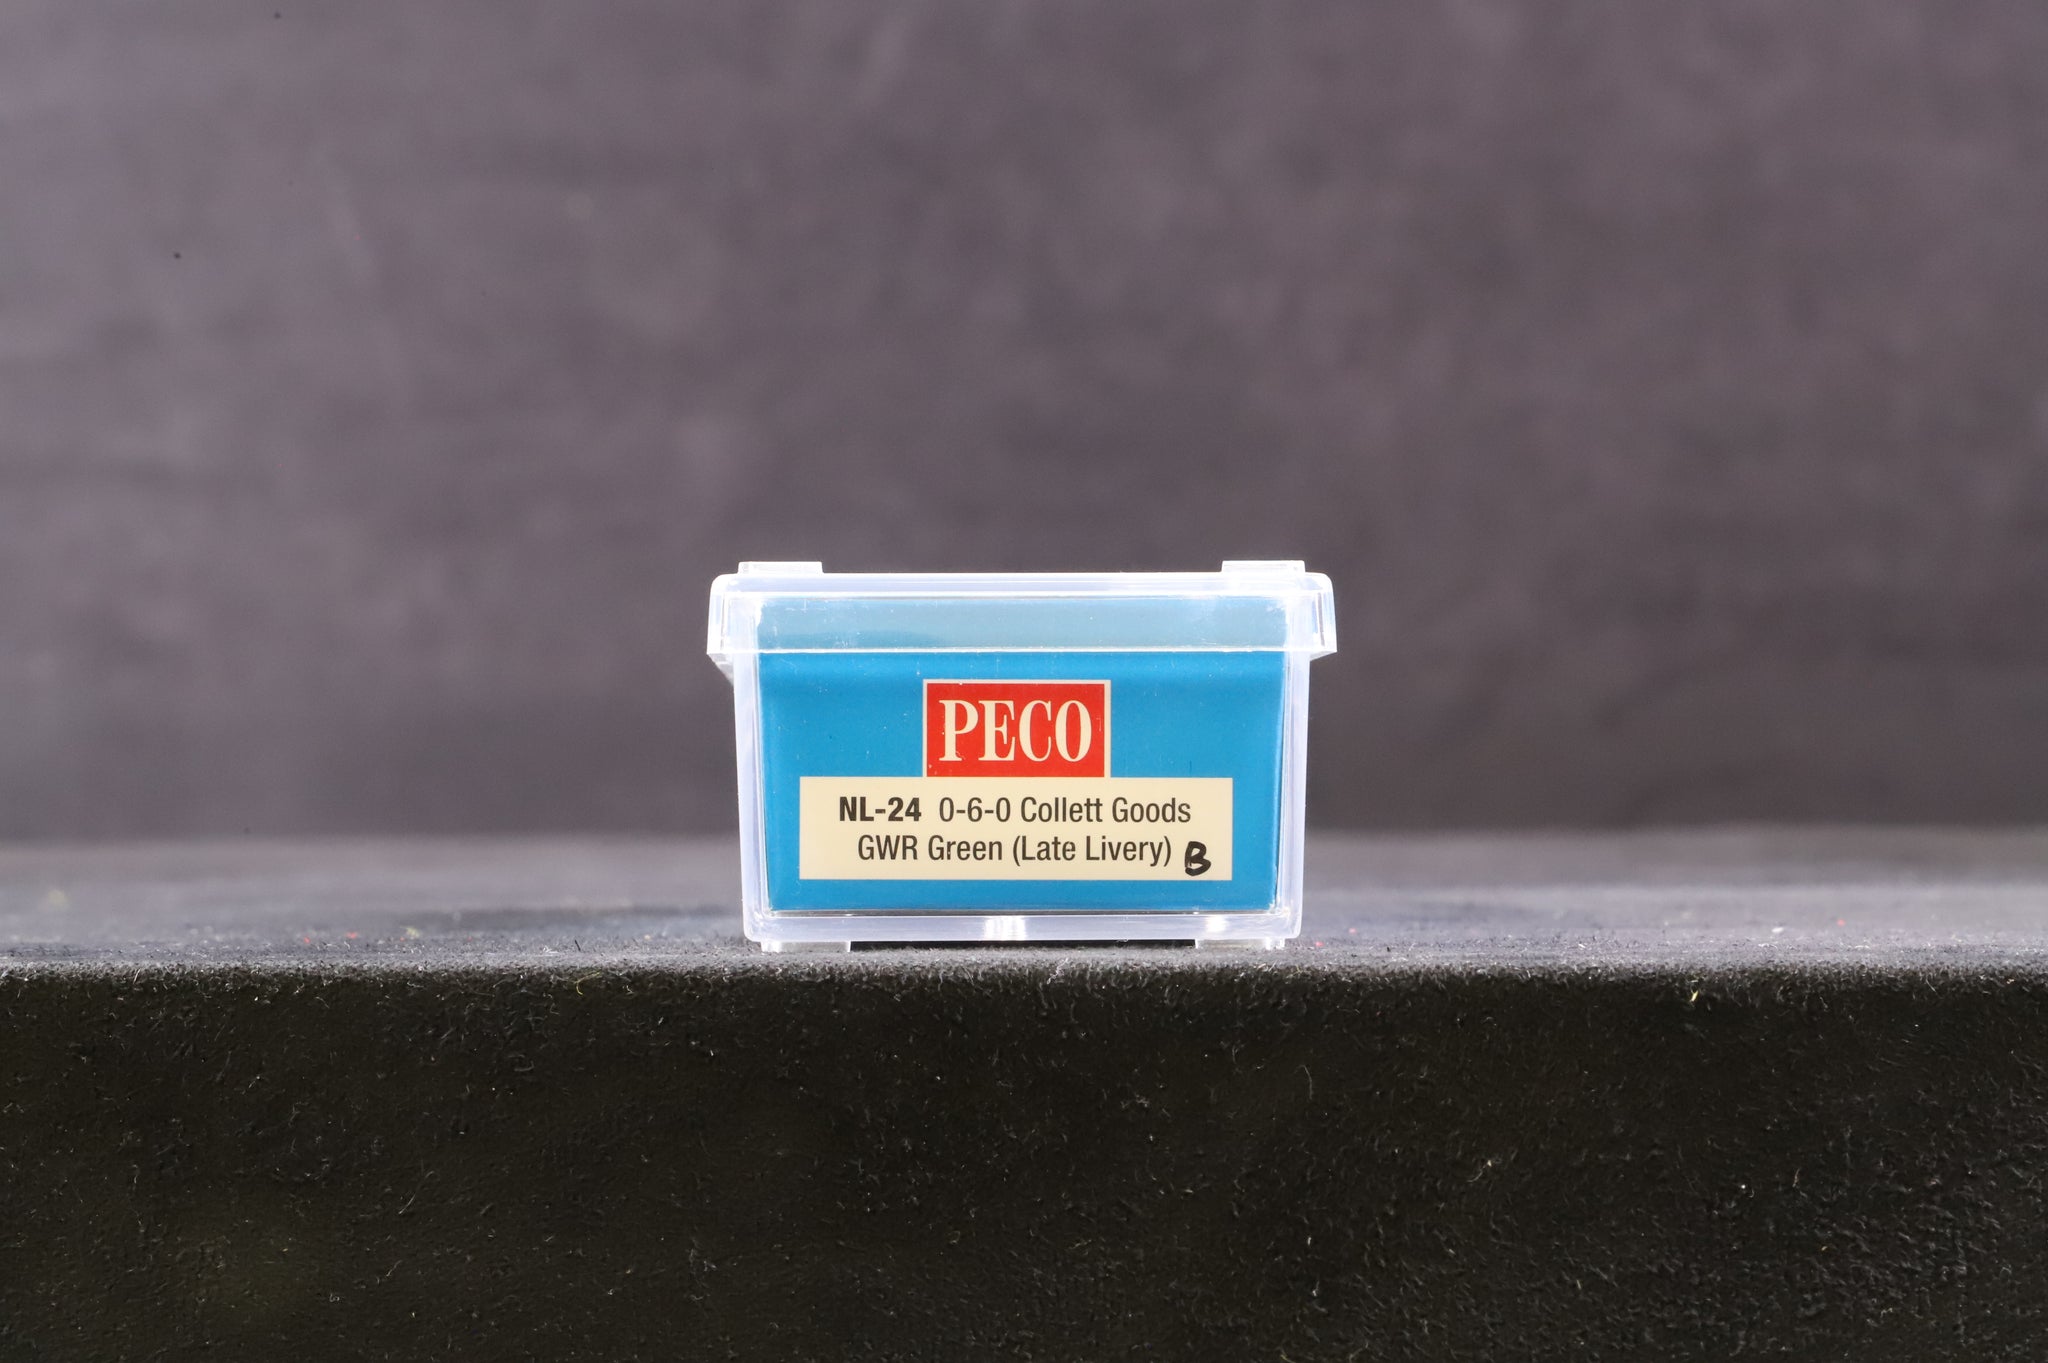 PECO
NL-24 0-6-0 Collett Goods
GWR Green (Late Livery) B